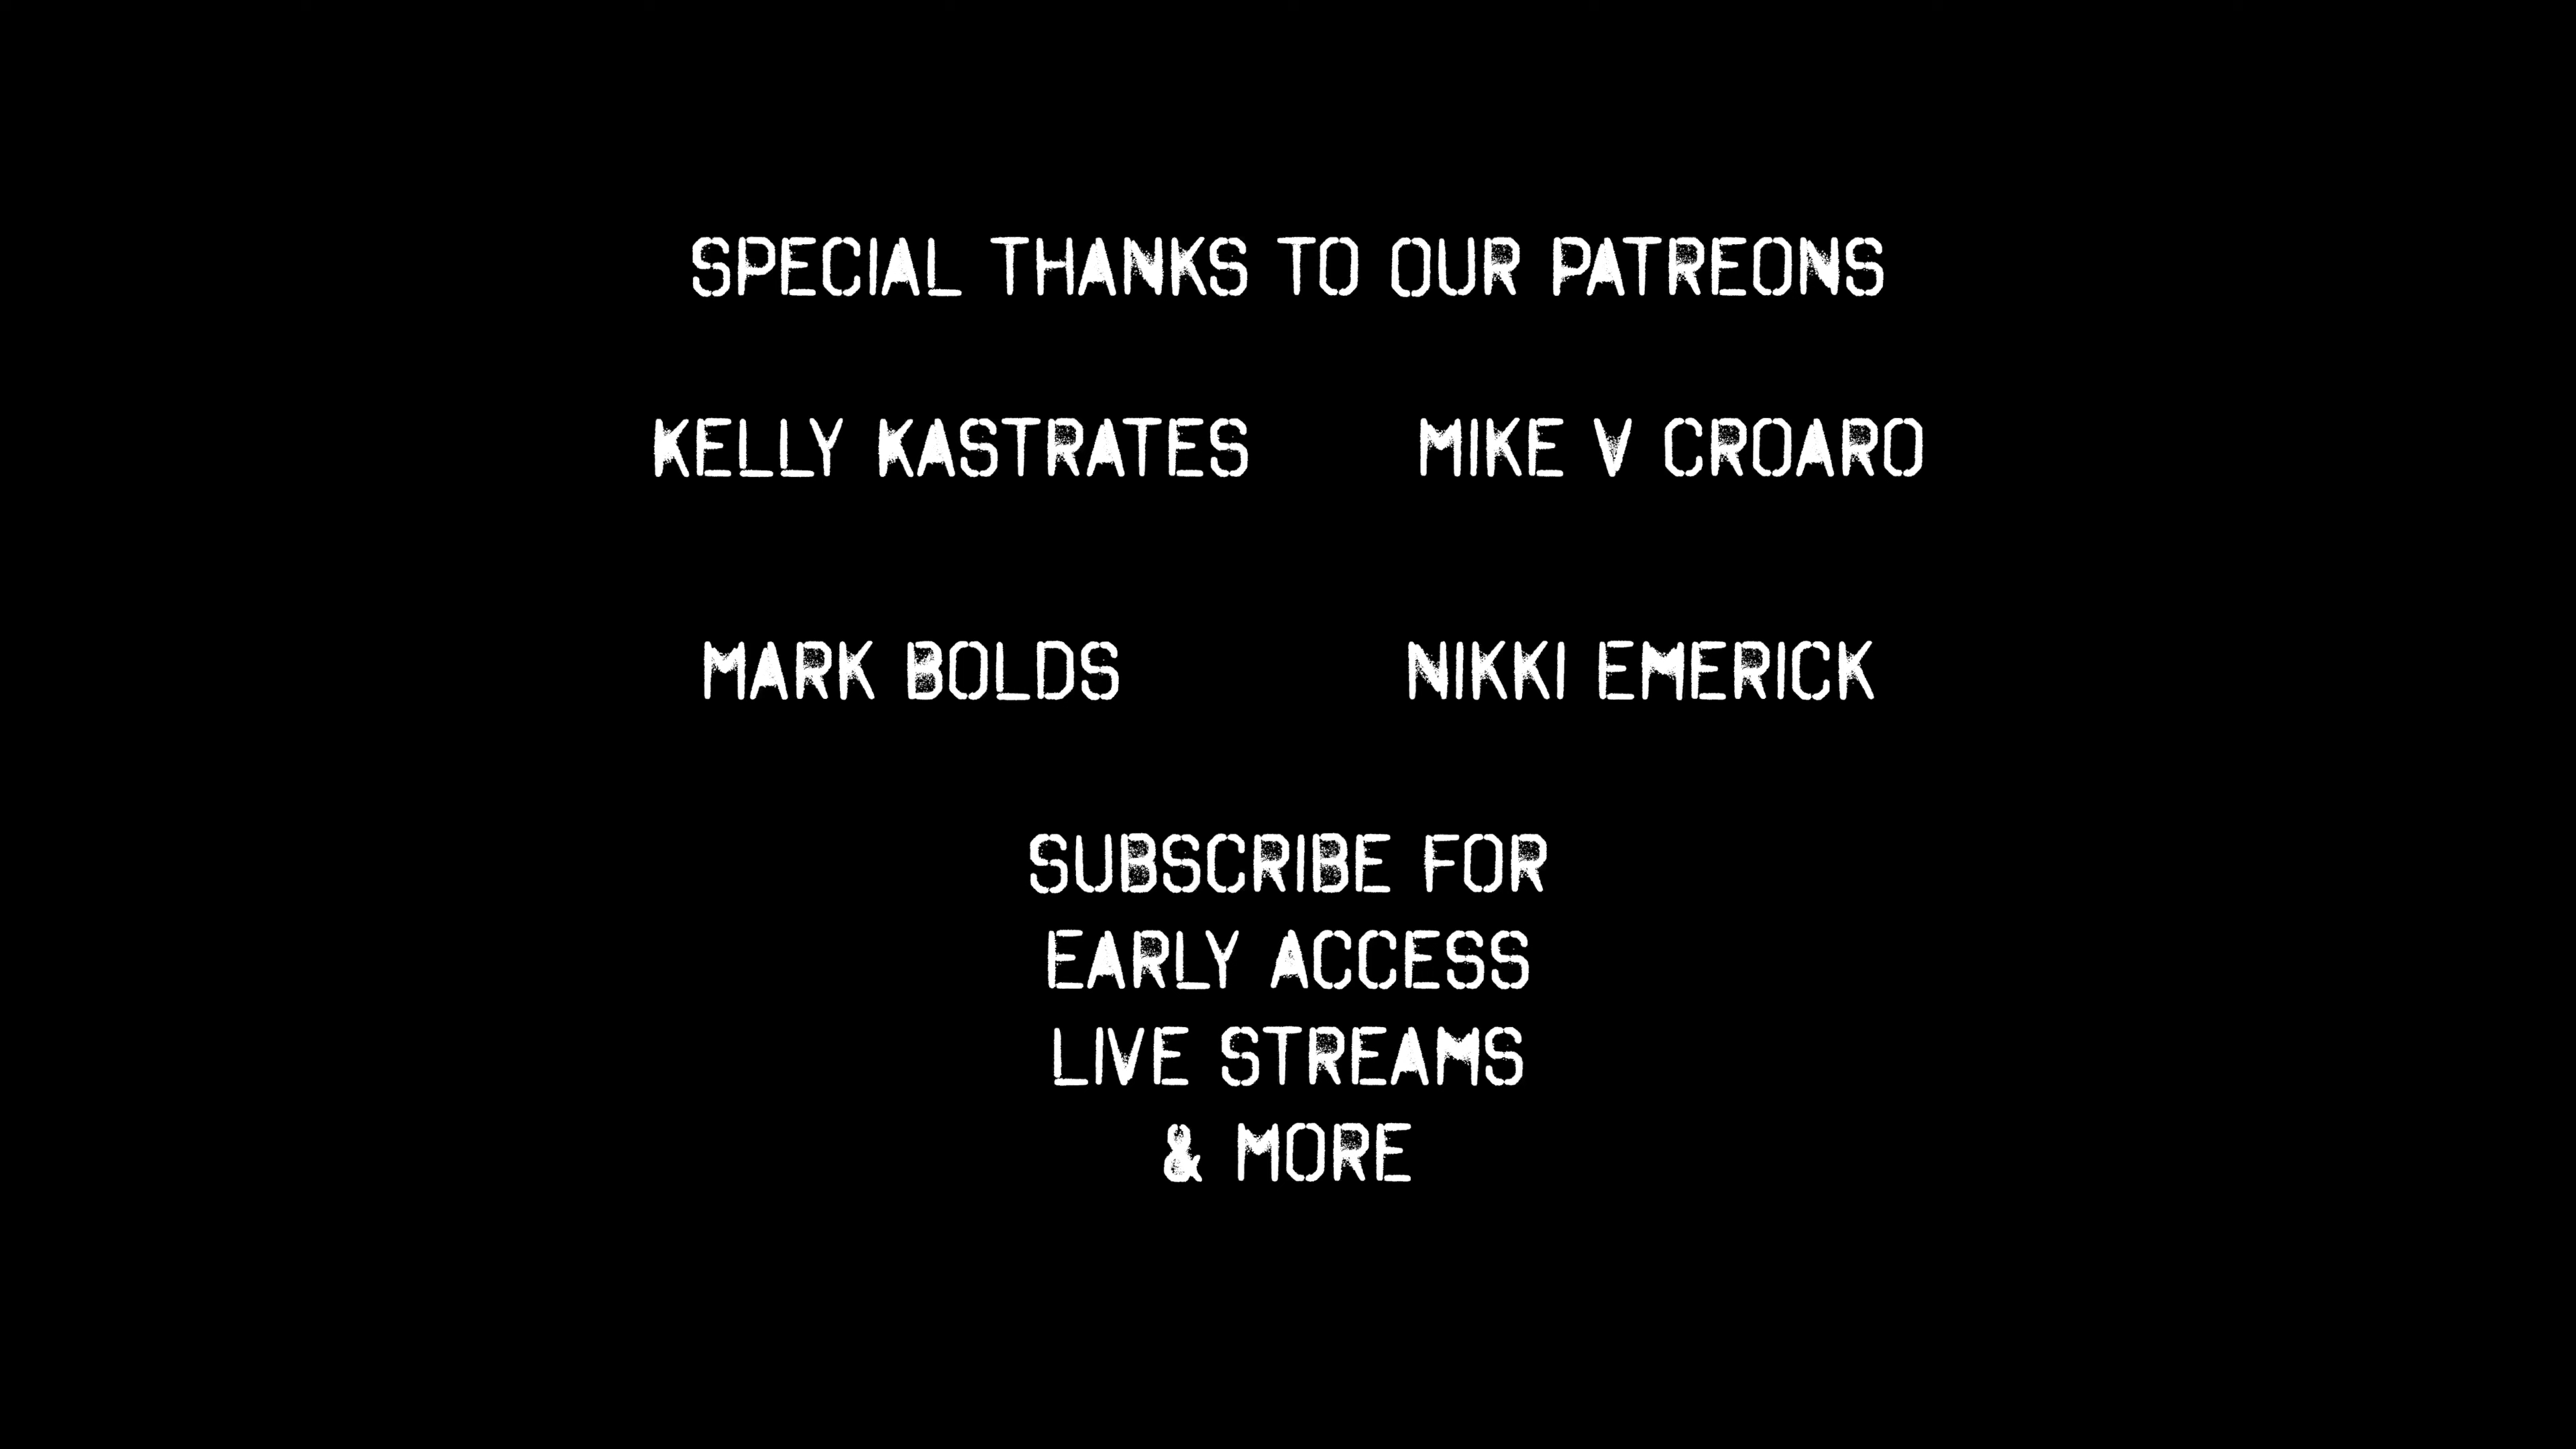 SPECIAL THANKS TO OUR PATREONS
KELLY KASTRATES MIKE V CROARO
MARK BOLDS NIKKI EMERICK
SUBSCRIBE FOR
EARLY ACCESS
LIVE STREAMS
& MORE